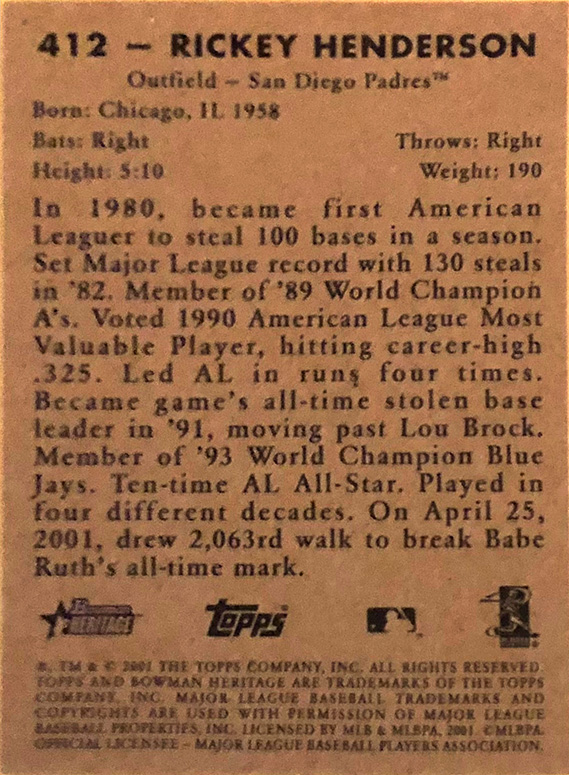 412 – RICKEY HENDERSON
Outfield – San Diego Padres™
Born: Chicago, IL 1958
Bats: Right Throws: Right
Height: 5:10 Weight: 190
In 1980, became first American
Leaguer to steal 100 bases in a season.
Set Major League record with 130 steals
in '82. Member of '89 World Champion
A's. Voted 1990 American League Most
Valuable Player, hitting career-high
.325. Led AL in runs four times.
Became game's all-time stolen base
leader in '91, moving past Lou Brock.
Member of '93 World Champion Blue
Jays. Ten-time AL All-Star. Played in
four different decades. On April 25,
2001, drew 2,063rd walk to break Babe
Ruth's all-time mark.
HERITAGE topps
®, TM & © 2001 THE TOPPS COMPANY, INC. ALL RIGHTS RESERVED.
TOPPS AND BOWMAN HERITAGE ARE TRADEMARKS OF THE TOPPS
COMPANY, INC. MAJOR LEAGUE BASEBALL TRADEMARKS AND
COPYRIGHTS ARE USED WITH PERMISSION OF MAJOR LEAGUE
BASEBALL PROPERTIES, INC. LICENSED BY MLB & MLBPA, 2001. ©MLBPA.
OFFICIAL LICENSEE – MAJOR LEAGUE BASEBALL PLAYERS ASSOCIATION.